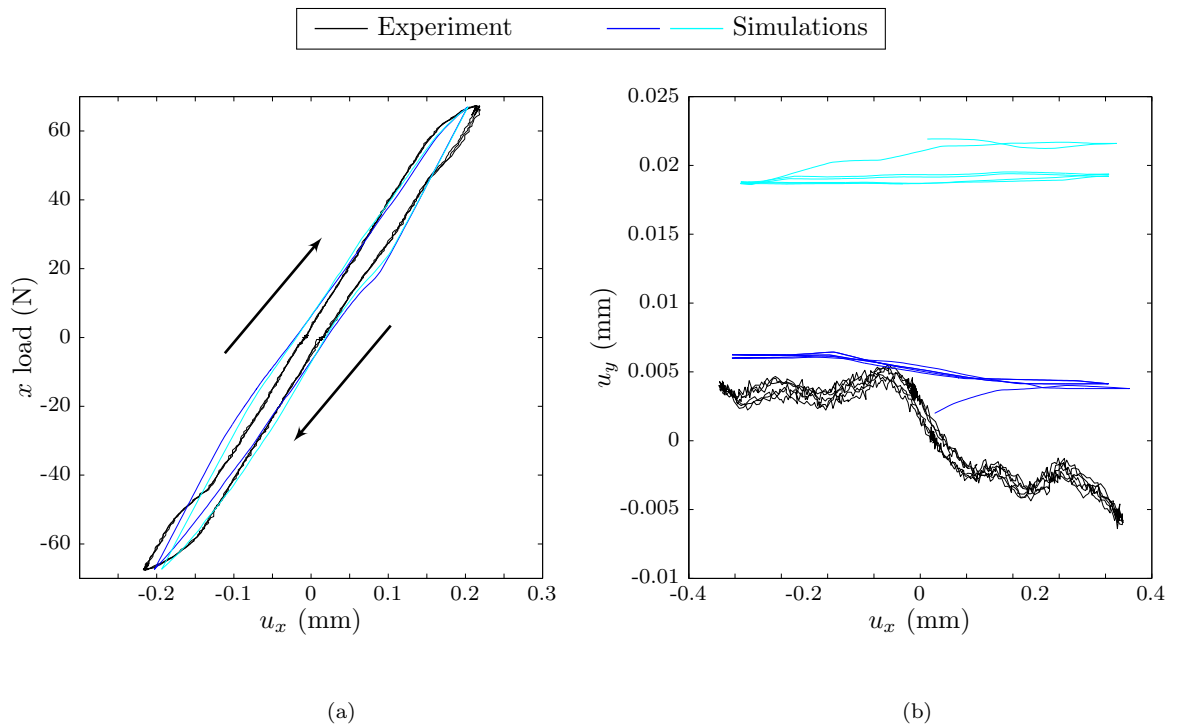 Experiment Simulations
60
40
20
0
-20
-40
-60
x load (N)
-0.2 -0.1 0 0.1 0.2 0.3
u_x (mm)
(a)
0.025
0.02
0.015
0.01
0.005
0
-0.005
-0.01
u_y (mm)
-0.4 -0.2 0 0.2 0.4
u_x (mm)
(b)